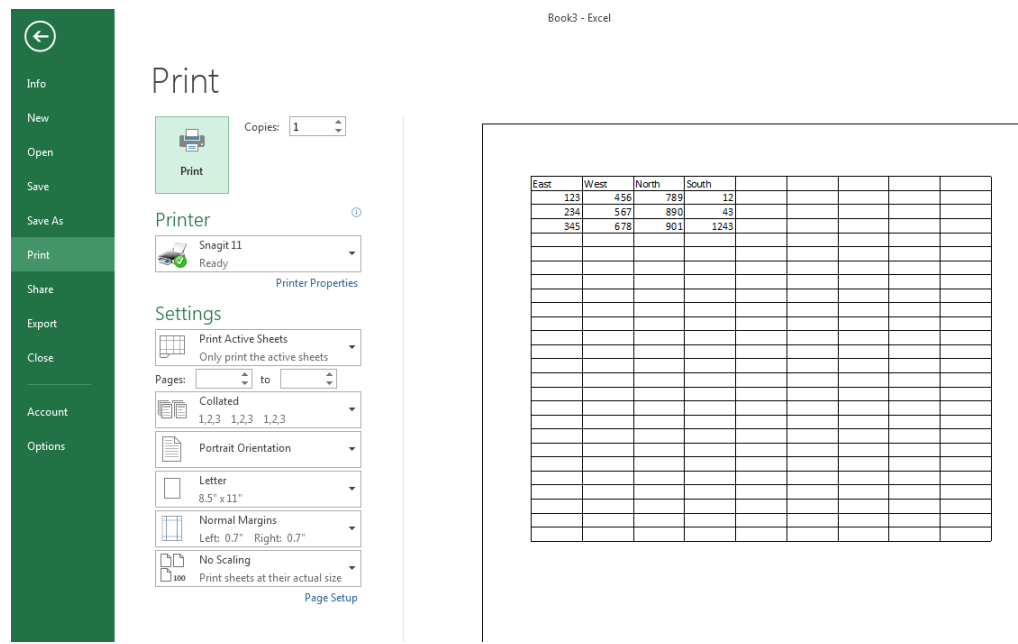 Book3 - Excel
Info
New
Open
Save
Save As
Print
Share
Export
Close
Account
Options
Print
Print
Copies: 1
Printer
Snagit 11
Ready
Printer Properties
Settings
Print Active Sheets
Only print the active sheets
Pages: to
Collated
1,2,3 1,2,3 1,2,3
Portrait Orientation
Letter
8.5" x 11"
Normal Margins
Left: 0.7" Right: 0.7"
No Scaling
100
Print sheets at their actual size
Page Setup
East West North South
123 456 789 12
234 567 890 43
345 678 901 1243